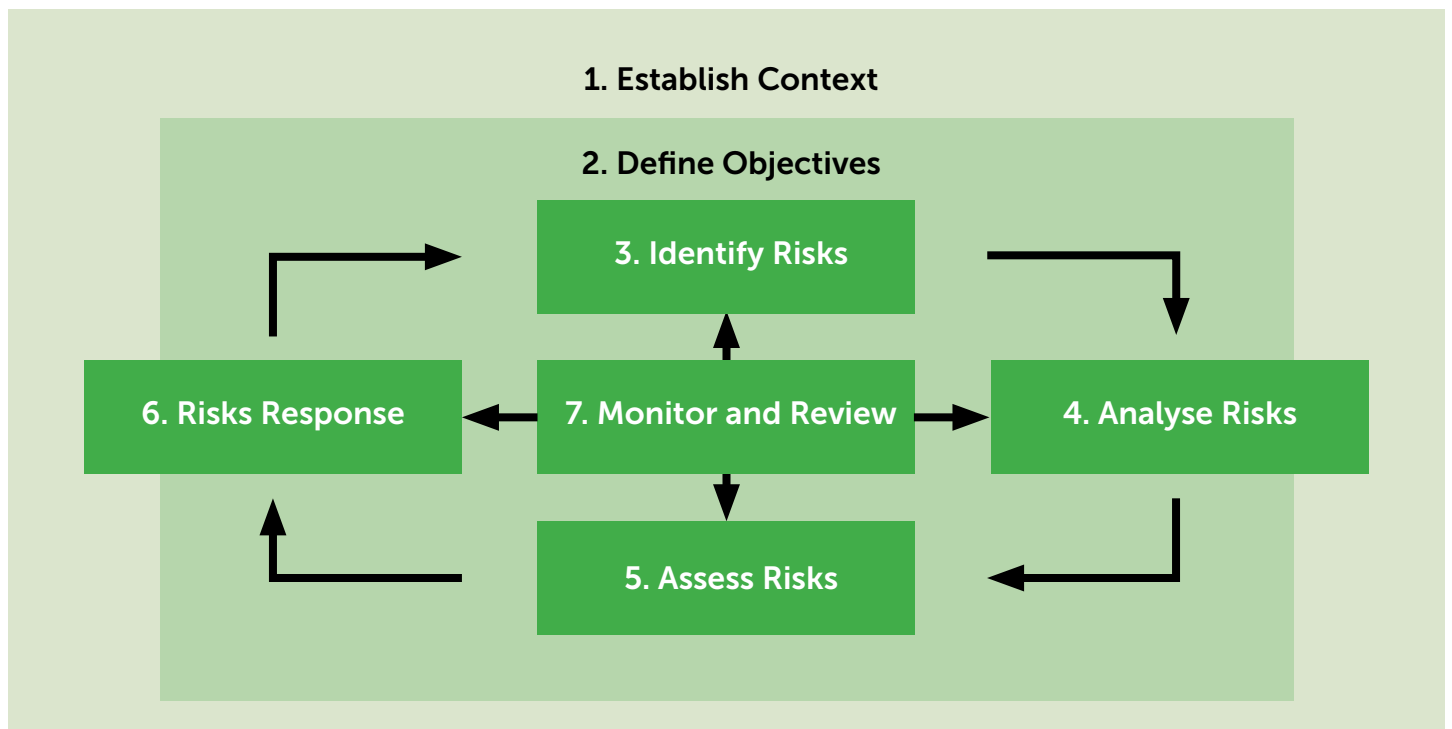 1. Establish Context
2. Define Objectives
3. Identify Risks
6. Risks Response
7. Monitor and Review
4. Analyse Risks
5. Assess Risks